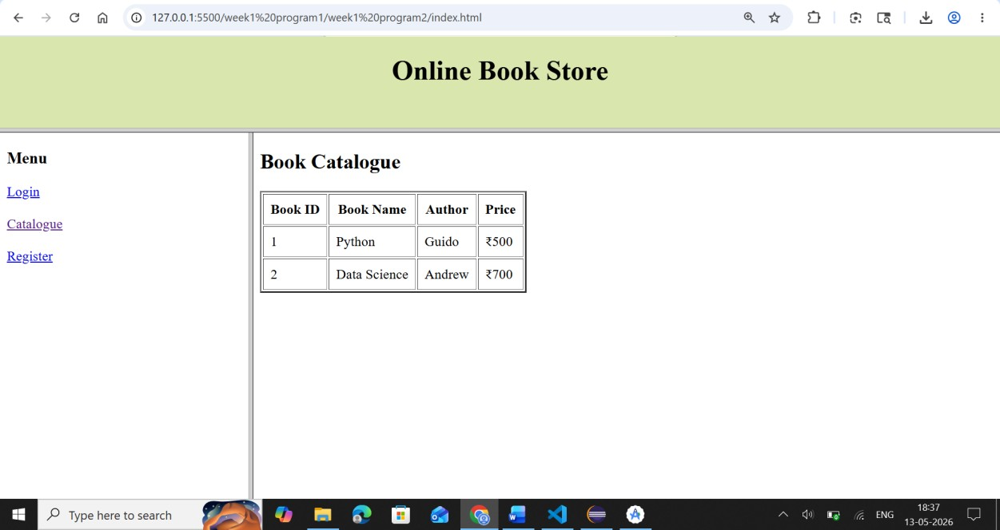 127.0.0.1:5500/week1%20program1/week1%20program2/index.html
Online Book Store
Menu
Login
Catalogue
Register
Book Catalogue
Book ID Book Name Author Price
1 Python Guido ₹500
2 Data Science Andrew ₹700
Type here to search
ENG
18:37
13-05-2026